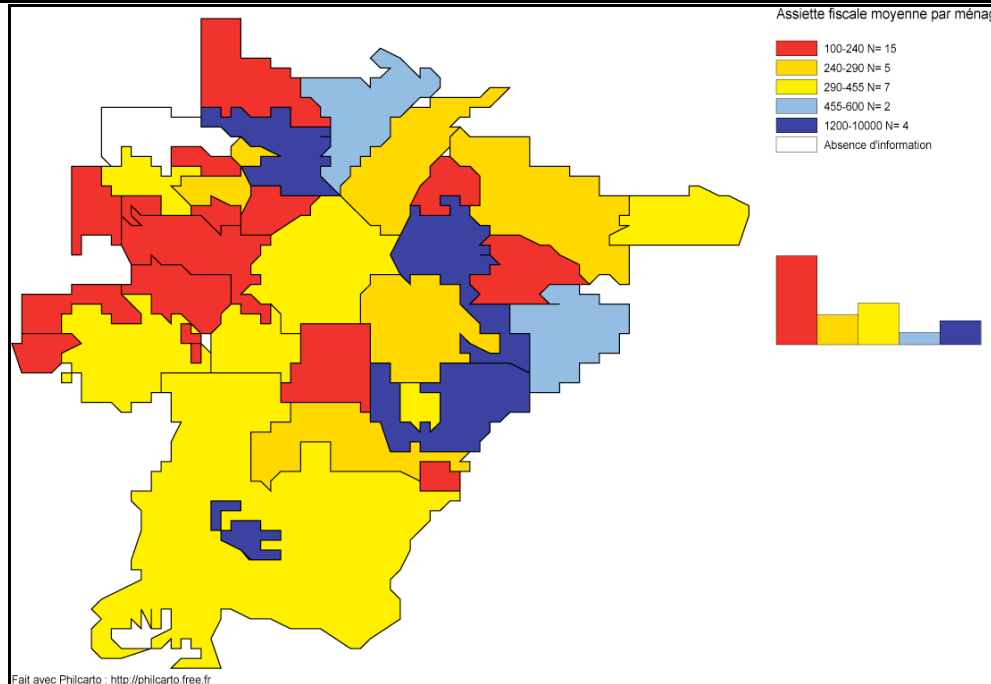 Assiette fiscale moyenne par ménag
100-240 N= 15
240-290 N= 5
290-455 N= 7
455-600 N= 2
1200-10000 N= 4
Absence d'information
Fait avec Philcarto : http://philcarto.free.fr